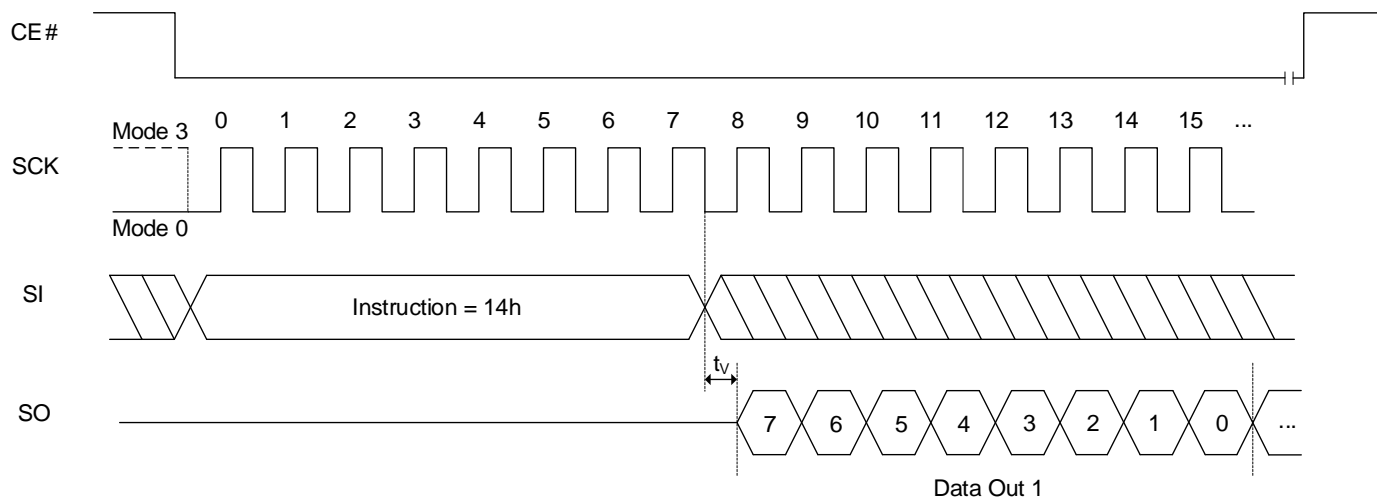 CE#
0 1 2 3 4 5 6 7 8 9 10 11 12 13 14 15 ...
Mode 3
SCK
Mode 0
SI
Instruction = 14h
tV
SO
7 6 5 4 3 2 1 0 ...
Data Out 1